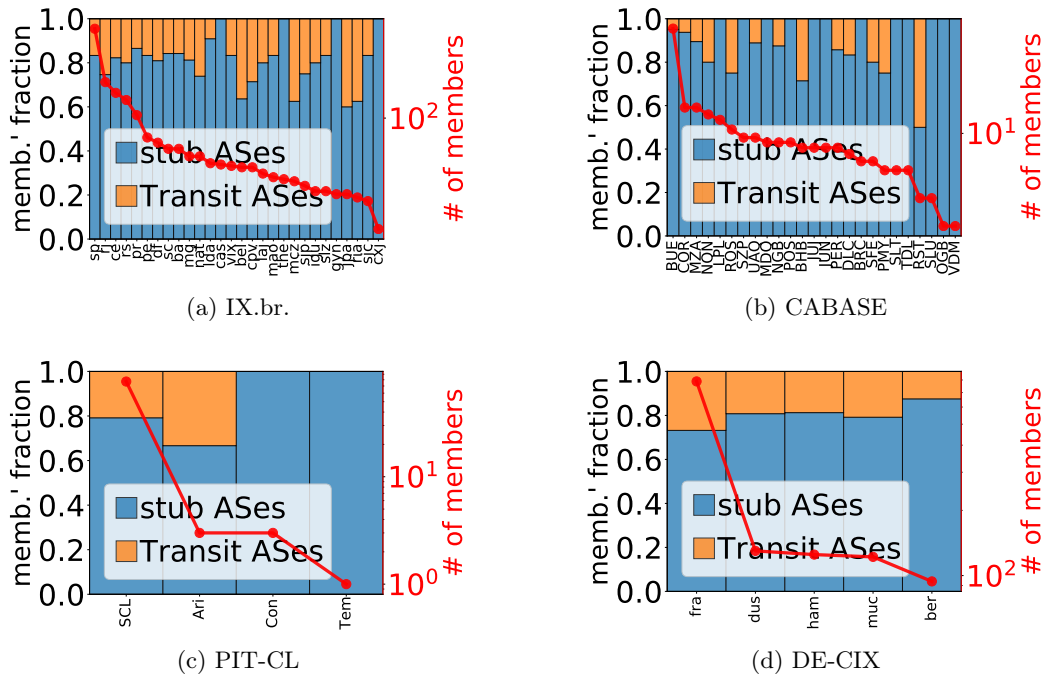 1.0
0.8
0.6
0.4
0.2
0.0
memb.' fraction
stub ASes
Transit ASes
10²
# of members
sp rj ce rs pr pe df sc ba mg nat lda cas vix bel cpv laj mao the mcz sjp igu slz gyn jpa ria sjc cxj
(a) IX.br.
1.0
0.8
0.6
0.4
0.2
0.0
memb.' fraction
stub ASes
Transit ASes
10¹
# of members
BUE COR MZA NQN LPL ROS SZP UAQ MDQ NGB POS BHB JUJ JUN PER DLC BRC SFE PMY SLT TDL RST SLU OGB VDM
(b) CABASE
1.0
0.8
0.6
0.4
0.2
0.0
memb.' fraction
stub ASes
Transit ASes
10¹
10⁰
# of members
SCL Ari Con Tem
(c) PIT-CL
1.0
0.8
0.6
0.4
0.2
0.0
memb.' fraction
stub ASes
Transit ASes
10²
# of members
fra dus ham muc ber
(d) DE-CIX